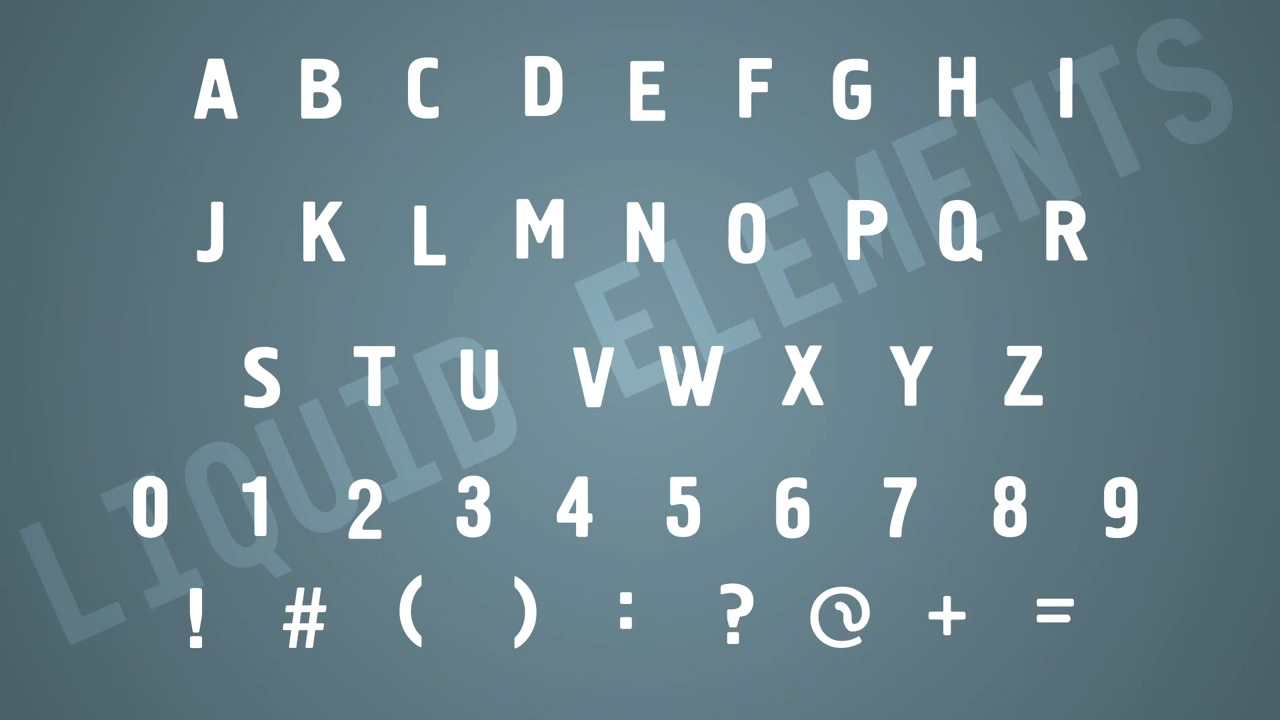 A B C D E F G H I
J K L M N O P Q R
S T U V W X Y Z
0 1 2 3 4 5 6 7 8 9
! # ( ) : ? @ + =
LIQUID ELEMENTS